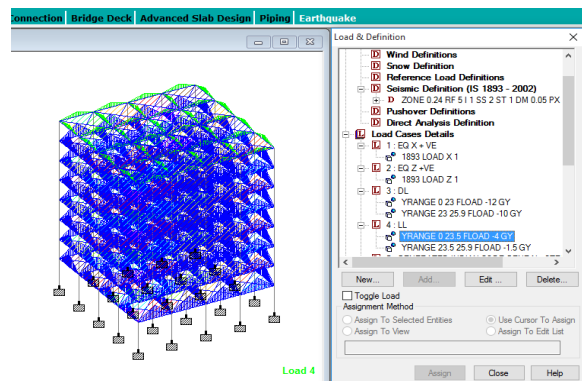 Connection Bridge Deck Advanced Slab Design Piping Earthquake
Load & Definition
D Wind Definitions
D Snow Definition
D Reference Load Definitions
D Seismic Definition (IS 1893 - 2002)
D ZONE 0.24 RF 5 I 1 SS 2 ST 1 DM 0.05 PX
D Pushover Definitions
D Direct Analysis Definition
L Load Cases Details
L 1 : EQ X + VE
1893 LOAD X 1
L 2 : EQ Z +VE
1893 LOAD Z 1
L 3 : DL
YRANGE 0 23 FLOAD -12 GY
YRANGE 23 25.9 FLOAD -10 GY
L 4 : LL
YRANGE 0 23.5 FLOAD -4 GY
YRANGE 23.5 25.9 FLOAD -1.5 GY
New... Add... Edit ... Delete...
Toggle Load
Assignment Method
Assign To Selected Entities Use Cursor To Assign
Assign To View Assign To Edit List
Assign Close Help
Load 4